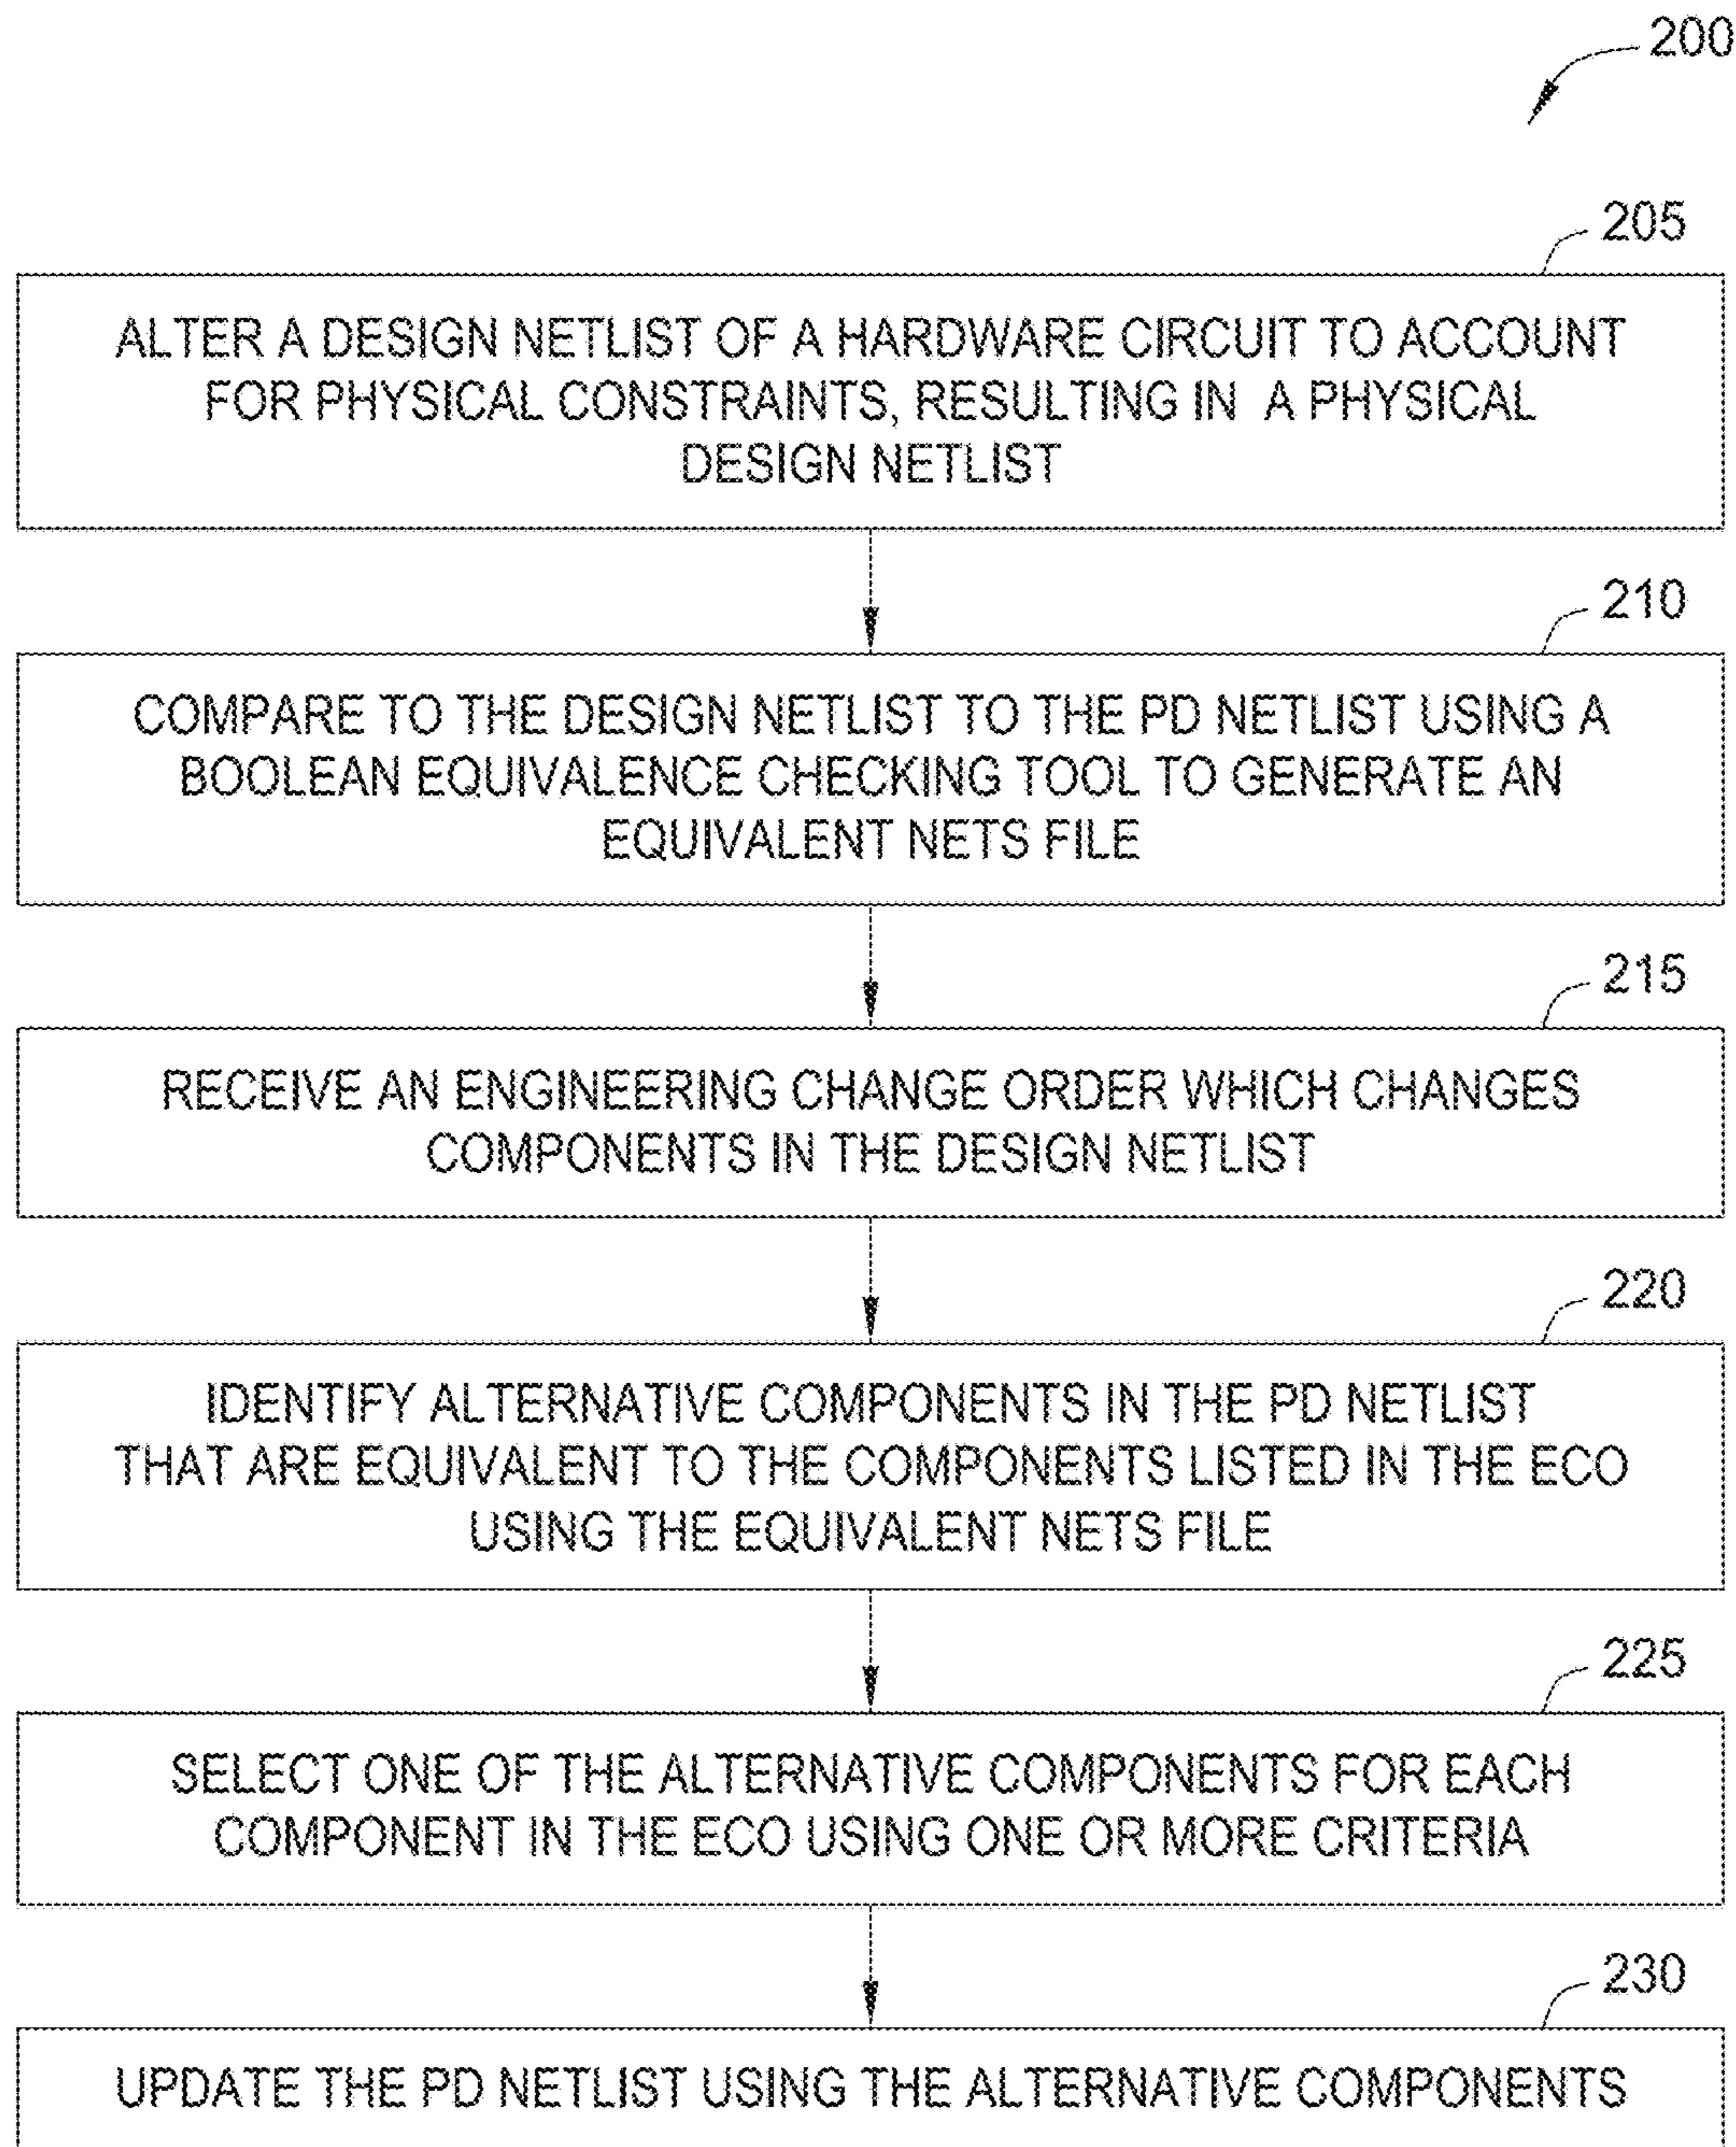 200
205
ALTER A DESIGN NETLIST OF A HARDWARE CIRCUIT TO ACCOUNT
FOR PHYSICAL CONSTRAINTS, RESULTING IN A PHYSICAL
DESIGN NETLIST
210
COMPARE TO THE DESIGN NETLIST TO THE PD NETLIST USING A
BOOLEAN EQUIVALENCE CHECKING TOOL TO GENERATE AN
EQUIVALENT NETS FILE
215
RECEIVE AN ENGINEERING CHANGE ORDER WHICH CHANGES
COMPONENTS IN THE DESIGN NETLIST
220
IDENTIFY ALTERNATIVE COMPONENTS IN THE PD NETLIST
THAT ARE EQUIVALENT TO THE COMPONENTS LISTED IN THE ECO
USING THE EQUIVALENT NETS FILE
225
SELECT ONE OF THE ALTERNATIVE COMPONENTS FOR EACH
COMPONENT IN THE ECO USING ONE OR MORE CRITERIA
230
UPDATE THE PD NETLIST USING THE ALTERNATIVE COMPONENTS